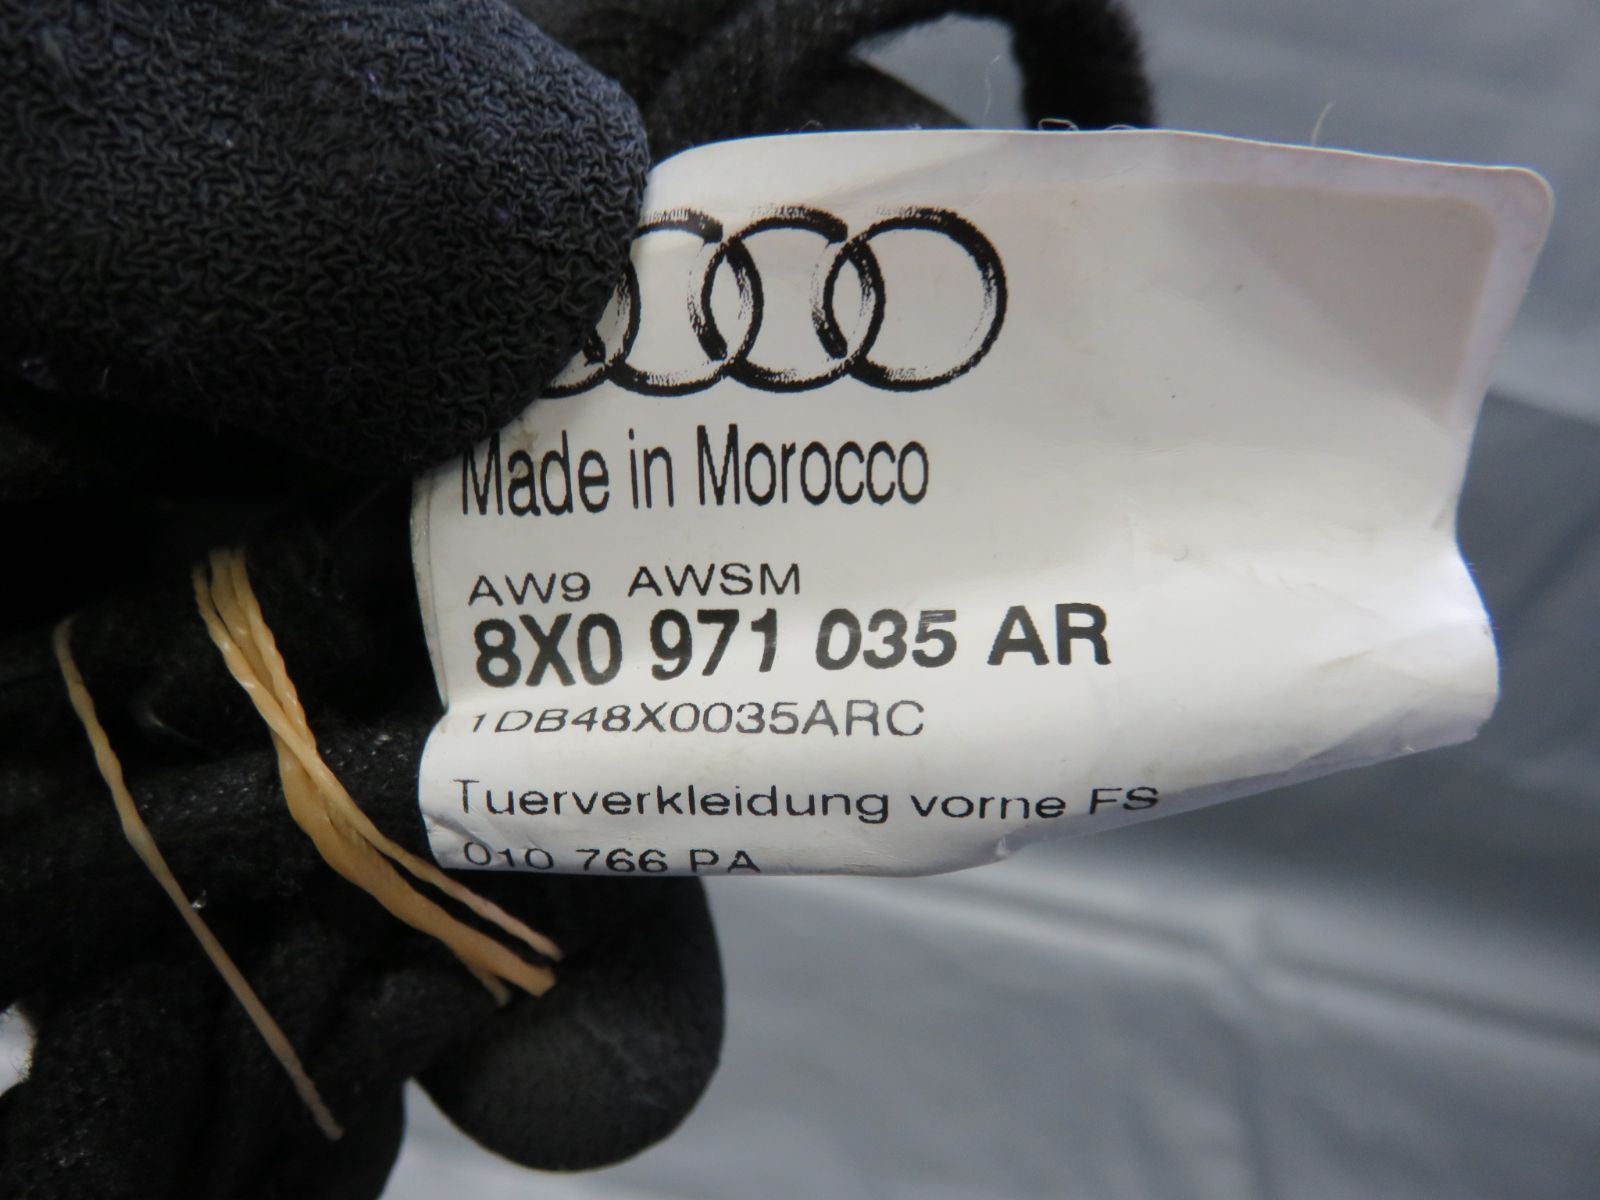 Made in Morocco
AW9 AWSM
8X0 971 035 AR
1DB48X0035ARC
Tuerverkleidung vorne FS
010 766 PA